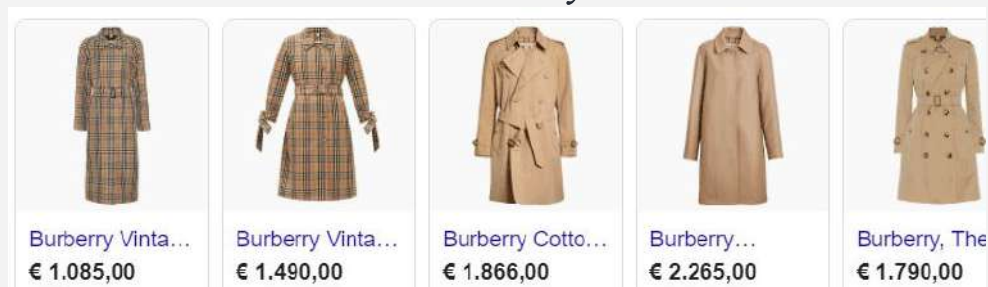 Burberry Vinta... Burberry Vinta... Burberry Cotto... Burberry... Burberry, The
€ 1.085,00 € 1.490,00 € 1.866,00 € 2.265,00 € 1.790,00